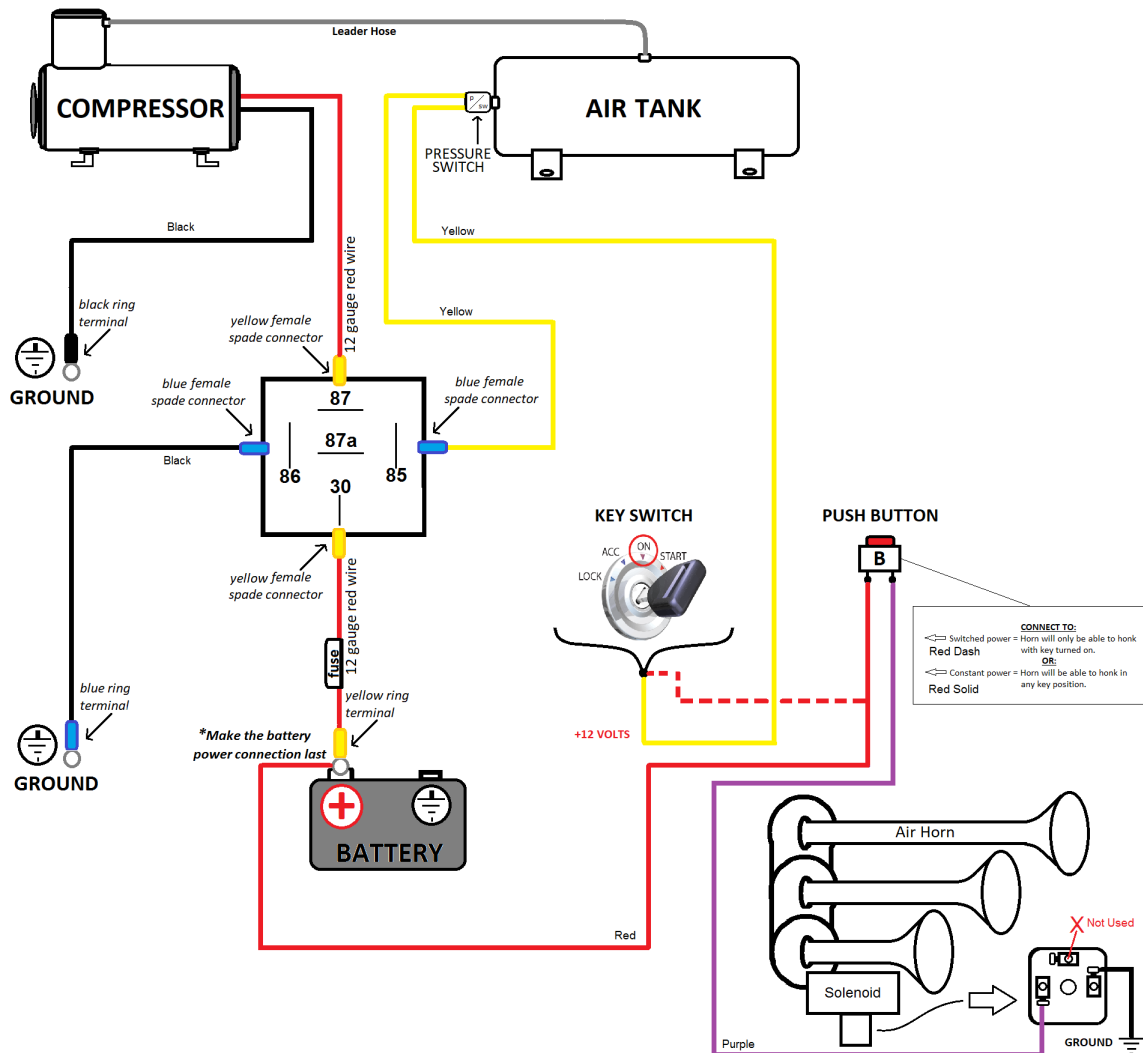 Leader Hose
COMPRESSOR
AIR TANK
P
SW
PRESSURE
SWITCH
Black
Yellow
12 gauge red wire
black ring
terminal
yellow female
spade connector
Yellow
GROUND
blue female
spade connector
blue female
spade connector
87
87a
86
85
30
Black
KEY SWITCH
PUSH BUTTON
LOCK
ACC
ON
START
B
yellow female
spade connector
12 gauge red wire
fuse
CONNECT TO:
Switched power = Horn will only be able to honk
with key turned on.
Red Dash
OR:
Constant power = Horn will be able to honk in
any key position.
Red Solid
blue ring
terminal
yellow ring
terminal
*Make the battery
power connection last
+12 VOLTS
GROUND
+
BATTERY
Air Horn
Red
X Not Used
Solenoid
Purple
GROUND